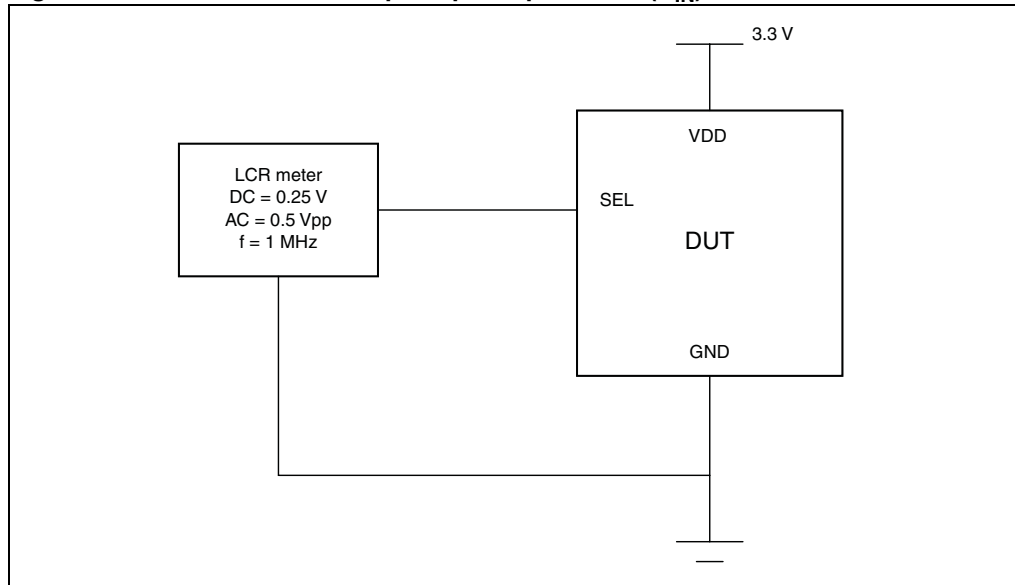 3.3 V
VDD
LCR meter
DC = 0.25 V
AC = 0.5 Vpp
f = 1 MHz
SEL
DUT
GND